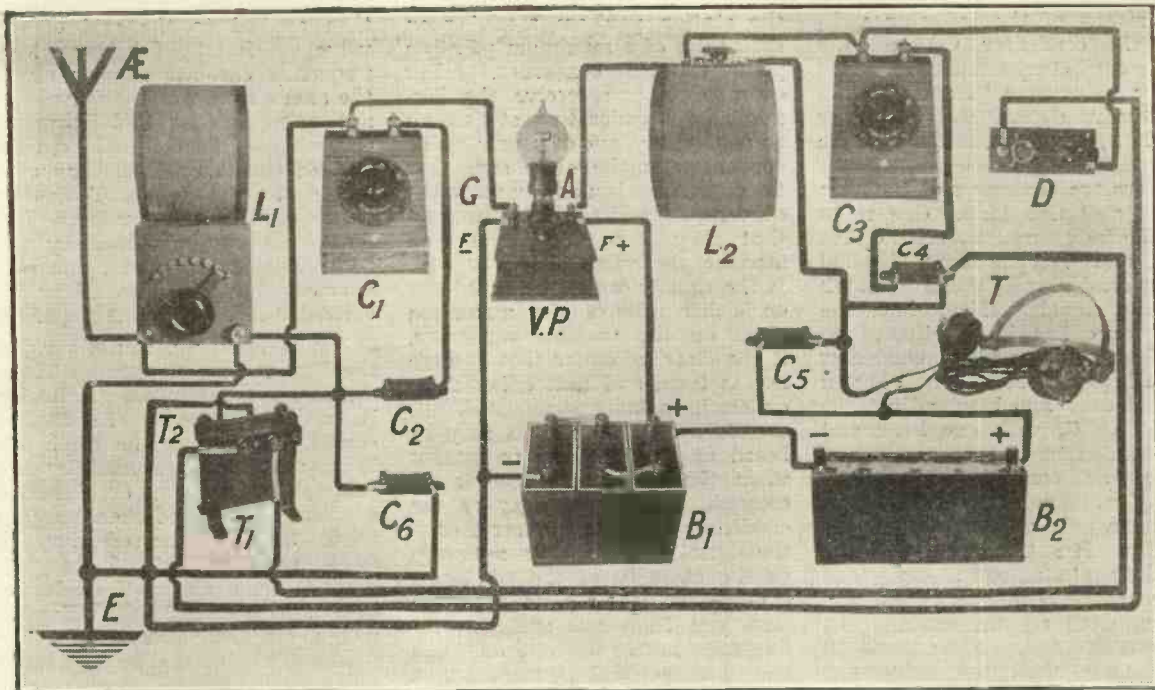 Æ
L1
C1
G
A
F-
F+
V.P.
L2
C3
C4
D
T
C5
T2
T1
C2
C6
-
+
B1
-
+
B2
E